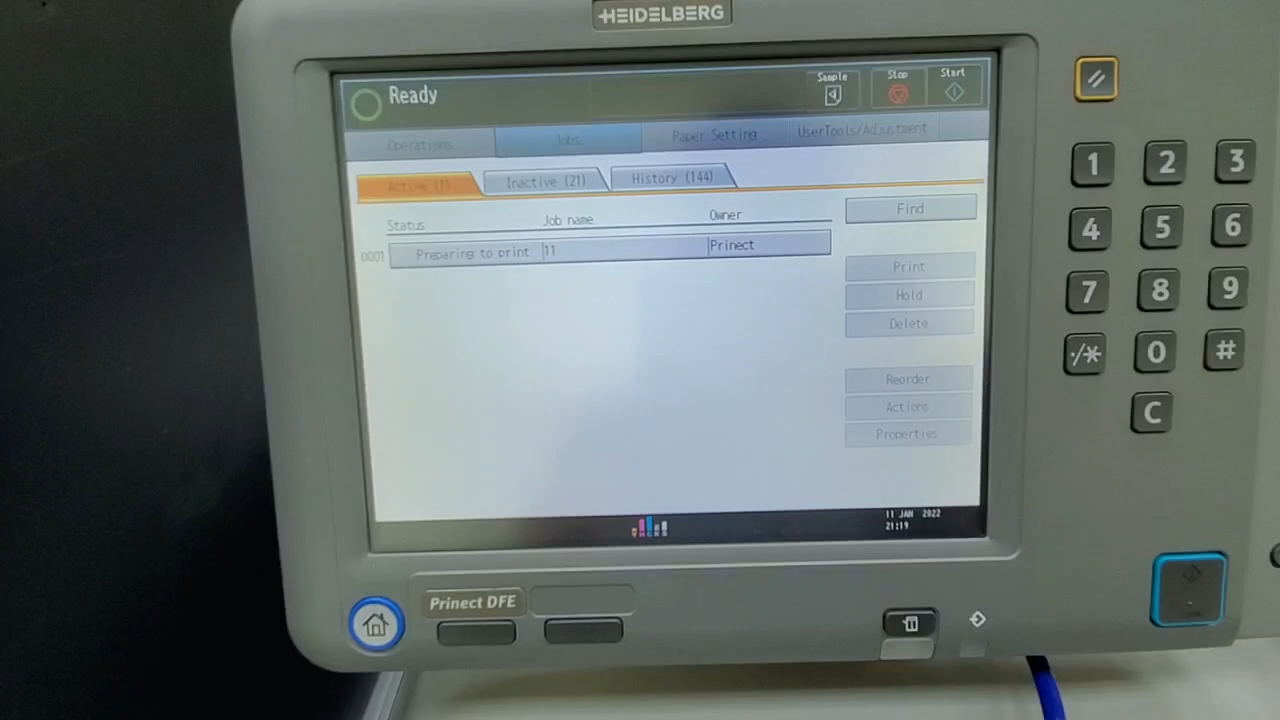 HEIDELBERG
Ready
Sample
Stop
Start
Operations
Jobs
Paper Setting
UserTools/Adjustment
Active (1)
Inactive (21)
History (144)
Find
Status
Job name
Owner
0001
Preparing to print
11
Prinect
Print
Hold
Delete
Reorder
Actions
Properties
11 JAN 2022
21:19
Prinect DFE
1
2
3
4
5
6
7
8
9
./*
0
#
C